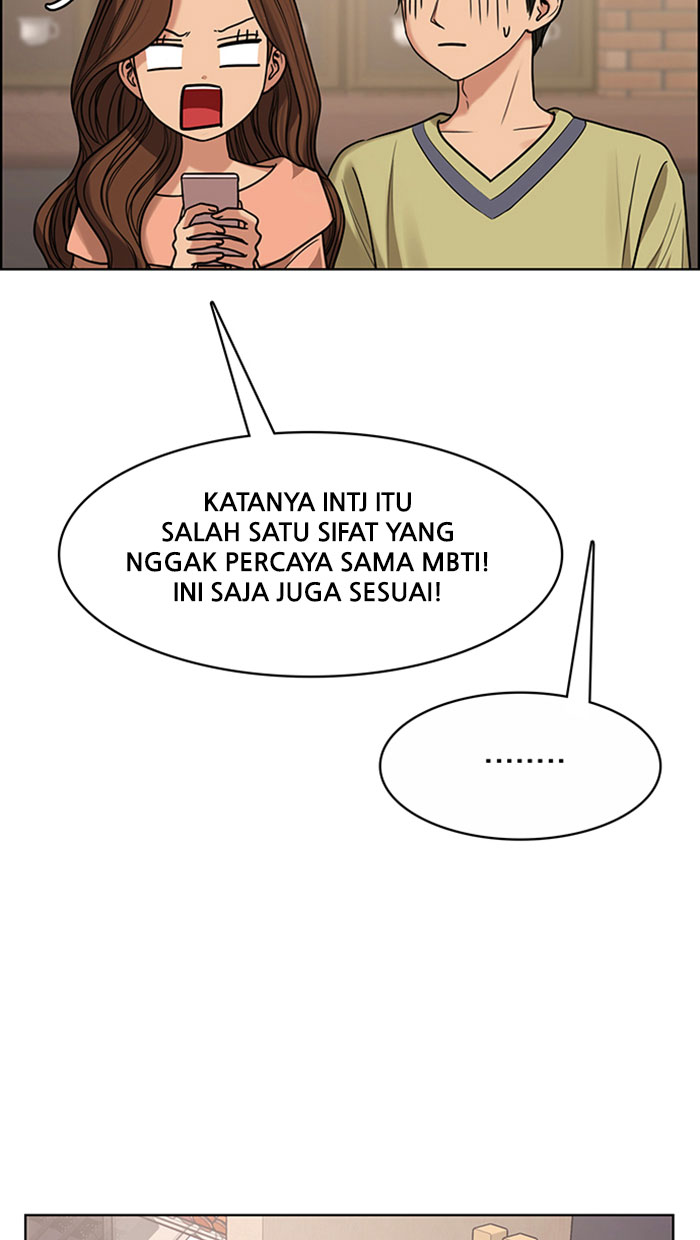 KATANYA INTJ ITU
SALAH SATU SIFAT YANG
NGGAK PERCAYA SAMA MBTI!
INI SAJA JUGA SESUAI!
........